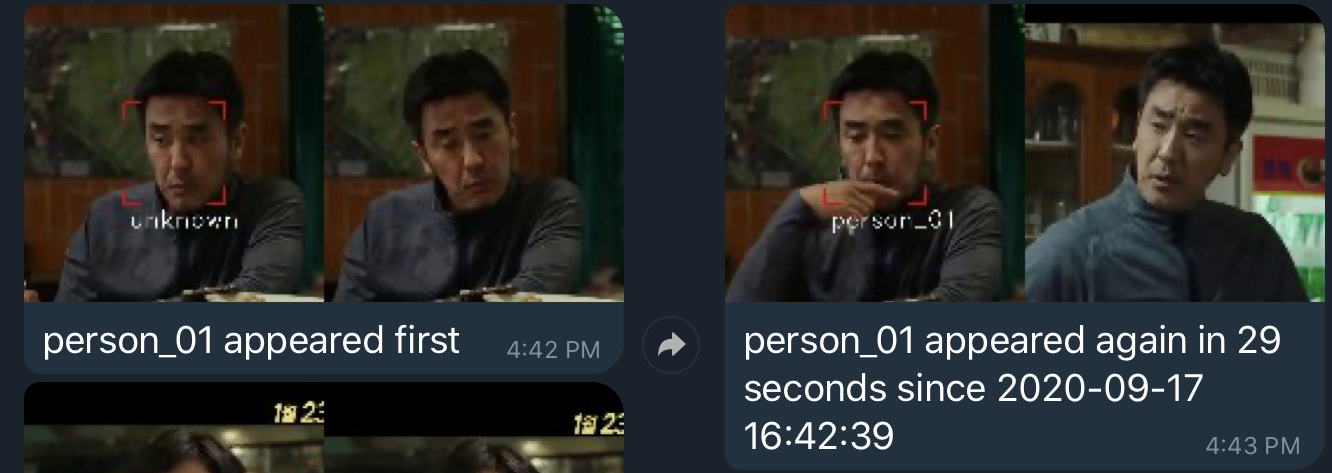 unknown
person_01 appeared first
4:42 PM
person_01
person_01 appeared again in 29
seconds since 2020-09-17
16:42:39
4:43 PM